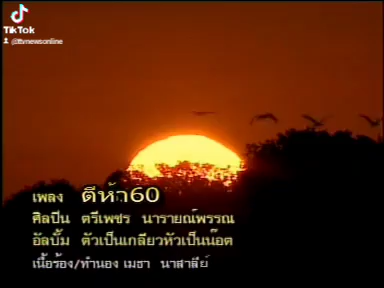 TikTok
@ttvnewsonline
เพลง ตีห้า60
ศิลปิน ตรีเพชร นารายณ์พรรณ
อัลบั้ม ตัวเป็นเกลียวหัวเป็นน๊อต
เนื้อร้อง/ทำนอง เมธา นาสาลีย์